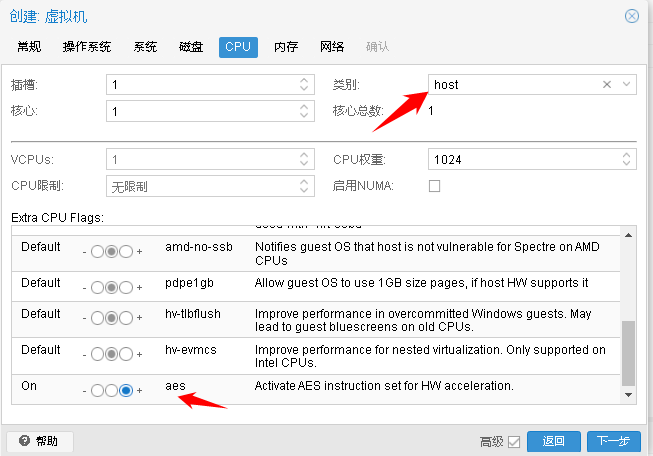 创建: 虚拟机
常规 操作系统 系统 磁盘 CPU 内存 网络 确认
插槽: 1 类别: host
核心: 1 核心总数: 1
VCPUs: 1 CPU权重: 1024
CPU限制: 无限制 启用NUMA:
Extra CPU Flags:
Default - + amd-no-ssb Notifies guest OS that host is not vulnerable for Spectre on AMD
CPUs
Default - + pdpe1gb Allow guest OS to use 1GB size pages, if host HW supports it
Default - + hv-tlbflush Improve performance in overcommitted Windows guests. May
lead to guest bluescreens on old CPUs.
Default - + hv-evmcs Improve performance for nested virtualization. Only supported on
Intel CPUs.
On - + aes Activate AES instruction set for HW acceleration.
帮助 高级 返回 下一步